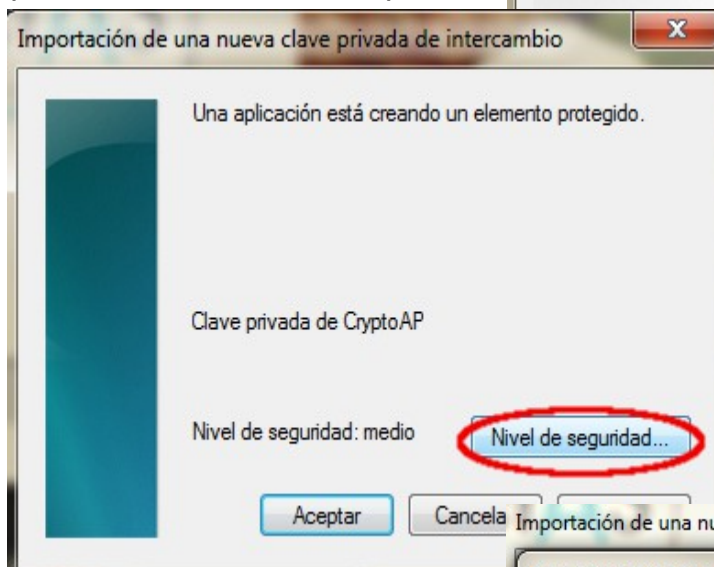 Importación de una nueva clave privada de intercambio
Una aplicación está creando un elemento protegido.
Clave privada de CryptoAP
Nivel de seguridad: medio
Nivel de seguridad...
Aceptar
Cancela
Importación de una nu